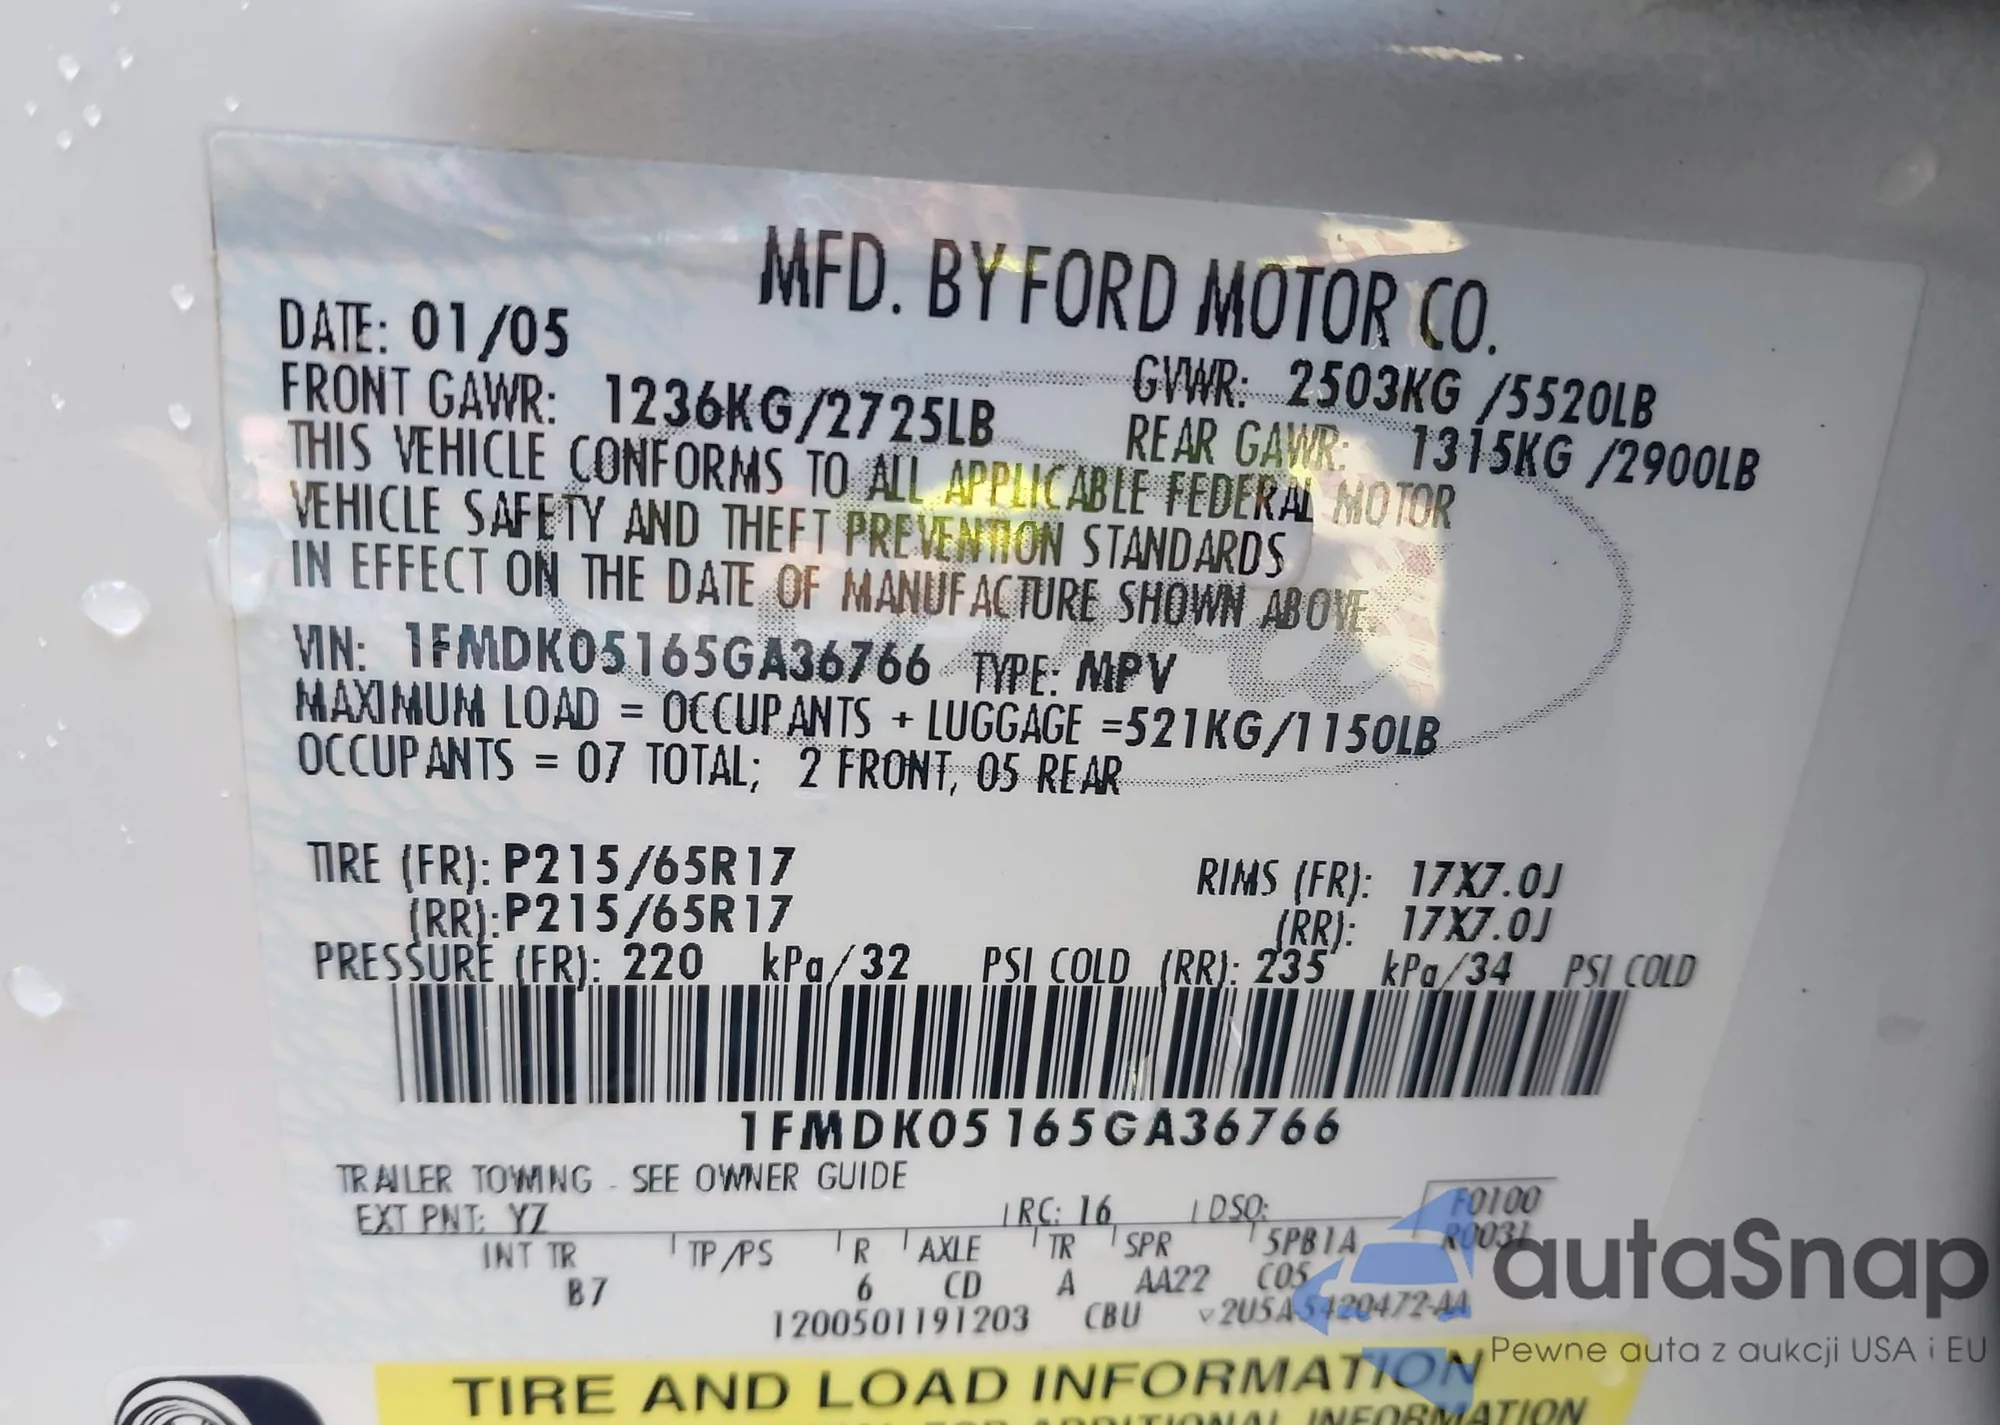 MFD. BY FORD MOTOR CO.
DATE: 01/05
GVWR: 2503KG /5520LB
FRONT GAWR: 1236KG/2725LB
REAR GAWR: 1315KG /2900LB
THIS VEHICLE CONFORMS TO ALL APPLICABLE FEDERAL MOTOR
VEHICLE SAFETY AND THEFT PREVENTION STANDARDS
IN EFFECT ON THE DATE OF MANUFACTURE SHOWN ABOVE.
VIN: 1FMDK05165GA36766 TYPE: MPV
MAXIMUM LOAD = OCCUPANTS + LUGGAGE =521KG/1150LB
OCCUPANTS = 07 TOTAL; 2 FRONT, 05 REAR
TIRE (FR): P215/65R17 RIMS (FR): 17X7.0J
(RR): P215/65R17 (RR): 17X7.0J
PRESSURE (FR): 220 kPa/32 PSI COLD (RR): 235 kPa/34 PSI COLD
1FMDK05165GA36766
TRAILER TOWING - SEE OWNER GUIDE
EXT PNT: YZ RC: 16 DSO: F0100
R0031
INT TR TP/PS R AXLE TR SPR 5PB1A
B7 6 CD A AA22 C05
1200501191203 CBU 2U5A 5420472-AA
autaSnap
Pewne auta z aukcji USA i EU
TIRE AND LOAD INFORMATION
ADDITIONAL INFORMATION